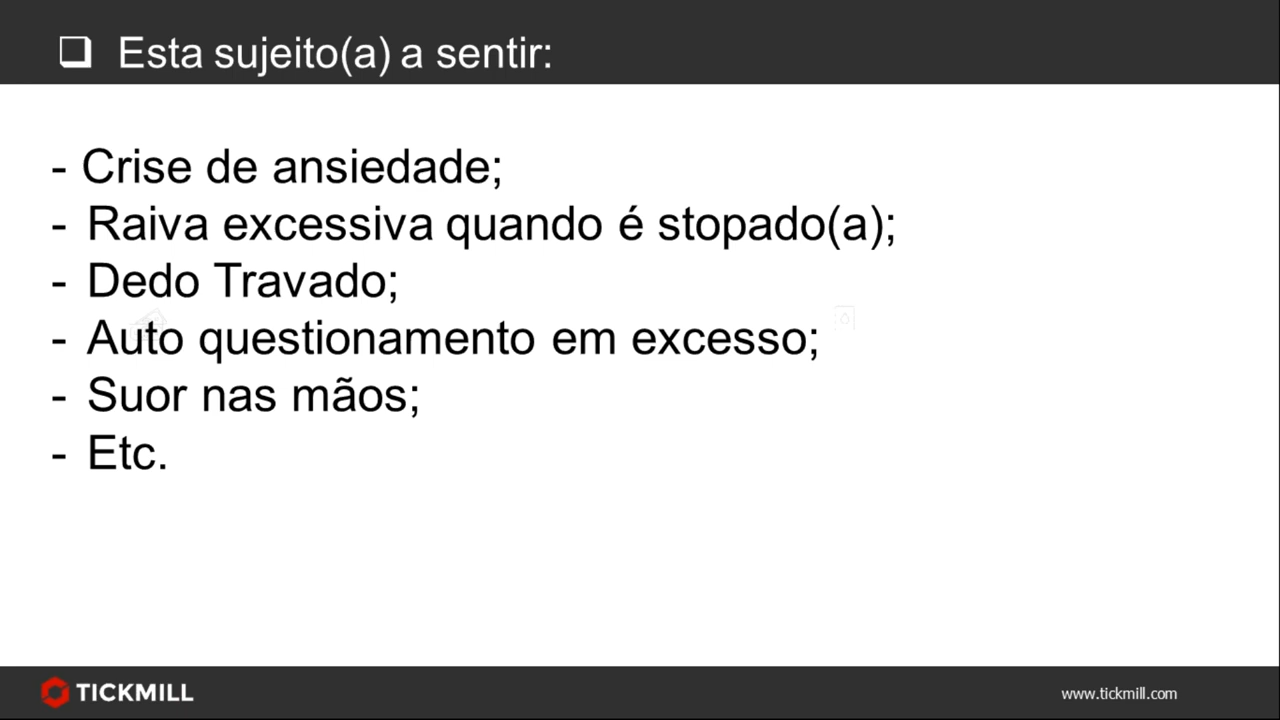 Esta sujeito(a) a sentir:
- Crise de ansiedade;
- Raiva excessiva quando é stopado(a);
- Dedo Travado;
- Auto questionamento em excesso;
- Suor nas mãos;
- Etc.
TICKMILL
www.tickmill.com